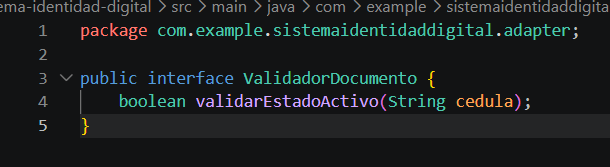 ema-identidad-digital > src > main > java > com > example > sistemaidentidaddigita
1 package com.example.sistemaidentidaddigital.adapter;
2
3 public interface ValidadorDocumento {
4 boolean validarEstadoActivo(String cedula);
5 }